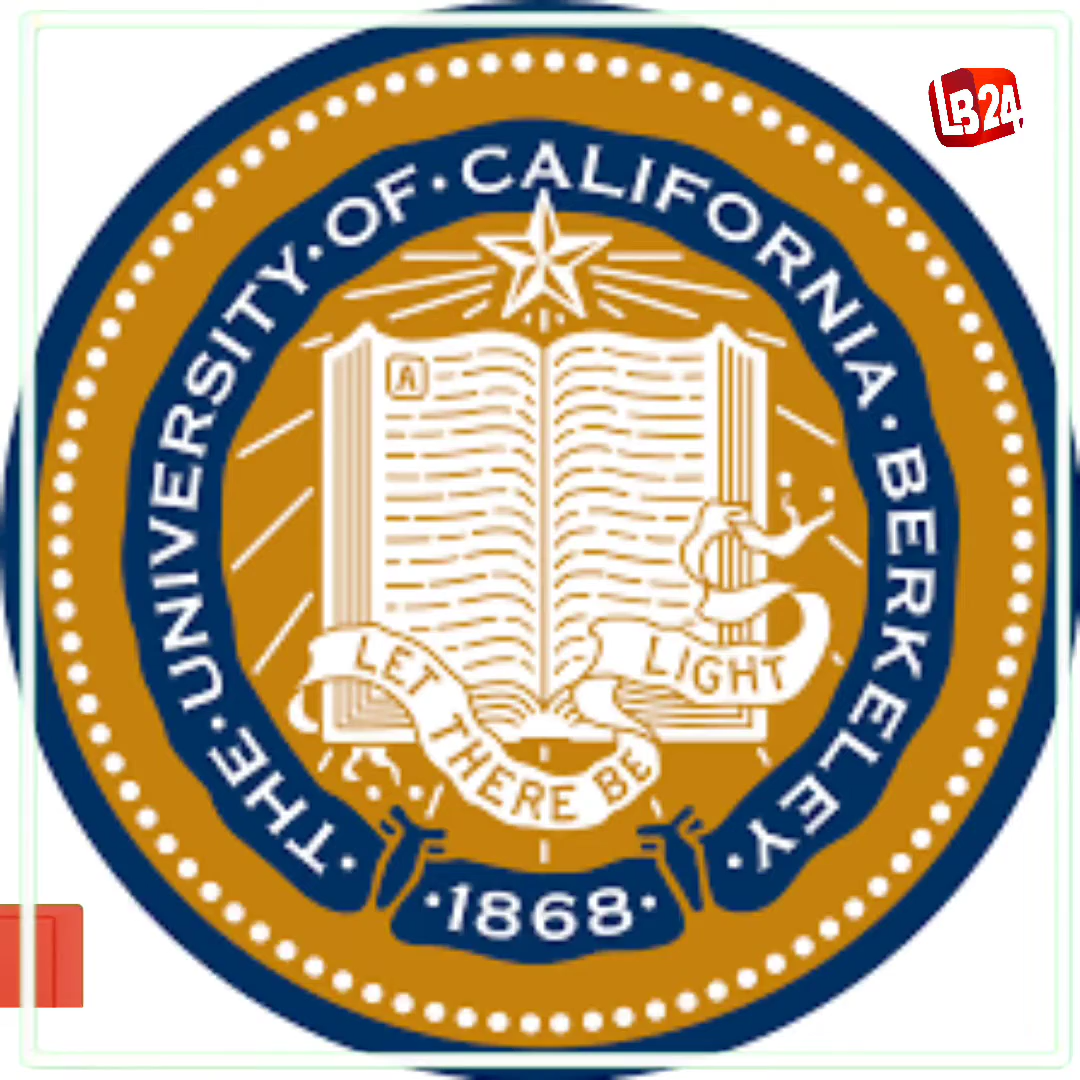 LB24
THE·UNIVERSITY·OF·CALIFORNIA·BERKELEY
A
LET THERE BE LIGHT
·1868·